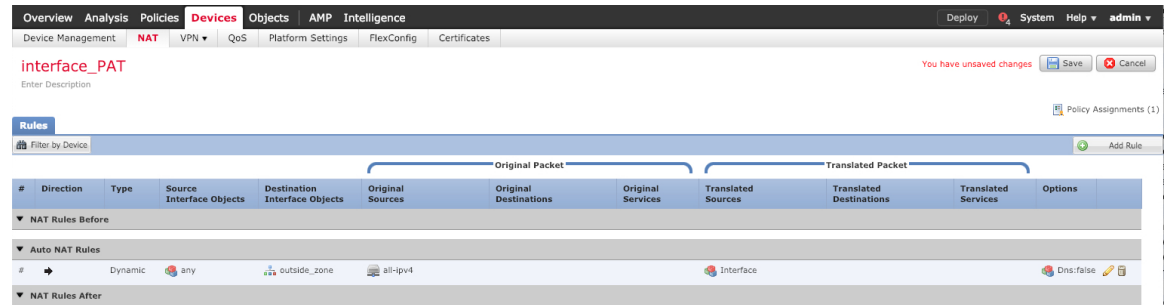 Overview Analysis Policies Devices Objects AMP Intelligence Deploy 4 System Help admin
Device Management NAT VPN QoS Platform Settings FlexConfig Certificates
interface_PAT
You have unsaved changes Save Cancel
Enter Description
Policy Assignments (1)
Rules
Filter by Device Add Rule
Original Packet Translated Packet
# Direction Type Source Interface Objects Destination Interface Objects Original Sources Original Destinations Original Services Translated Sources Translated Destinations Translated Services Options
NAT Rules Before
Auto NAT Rules
# Dynamic any outside_zone all-ipv4 Interface Dns:false
NAT Rules After